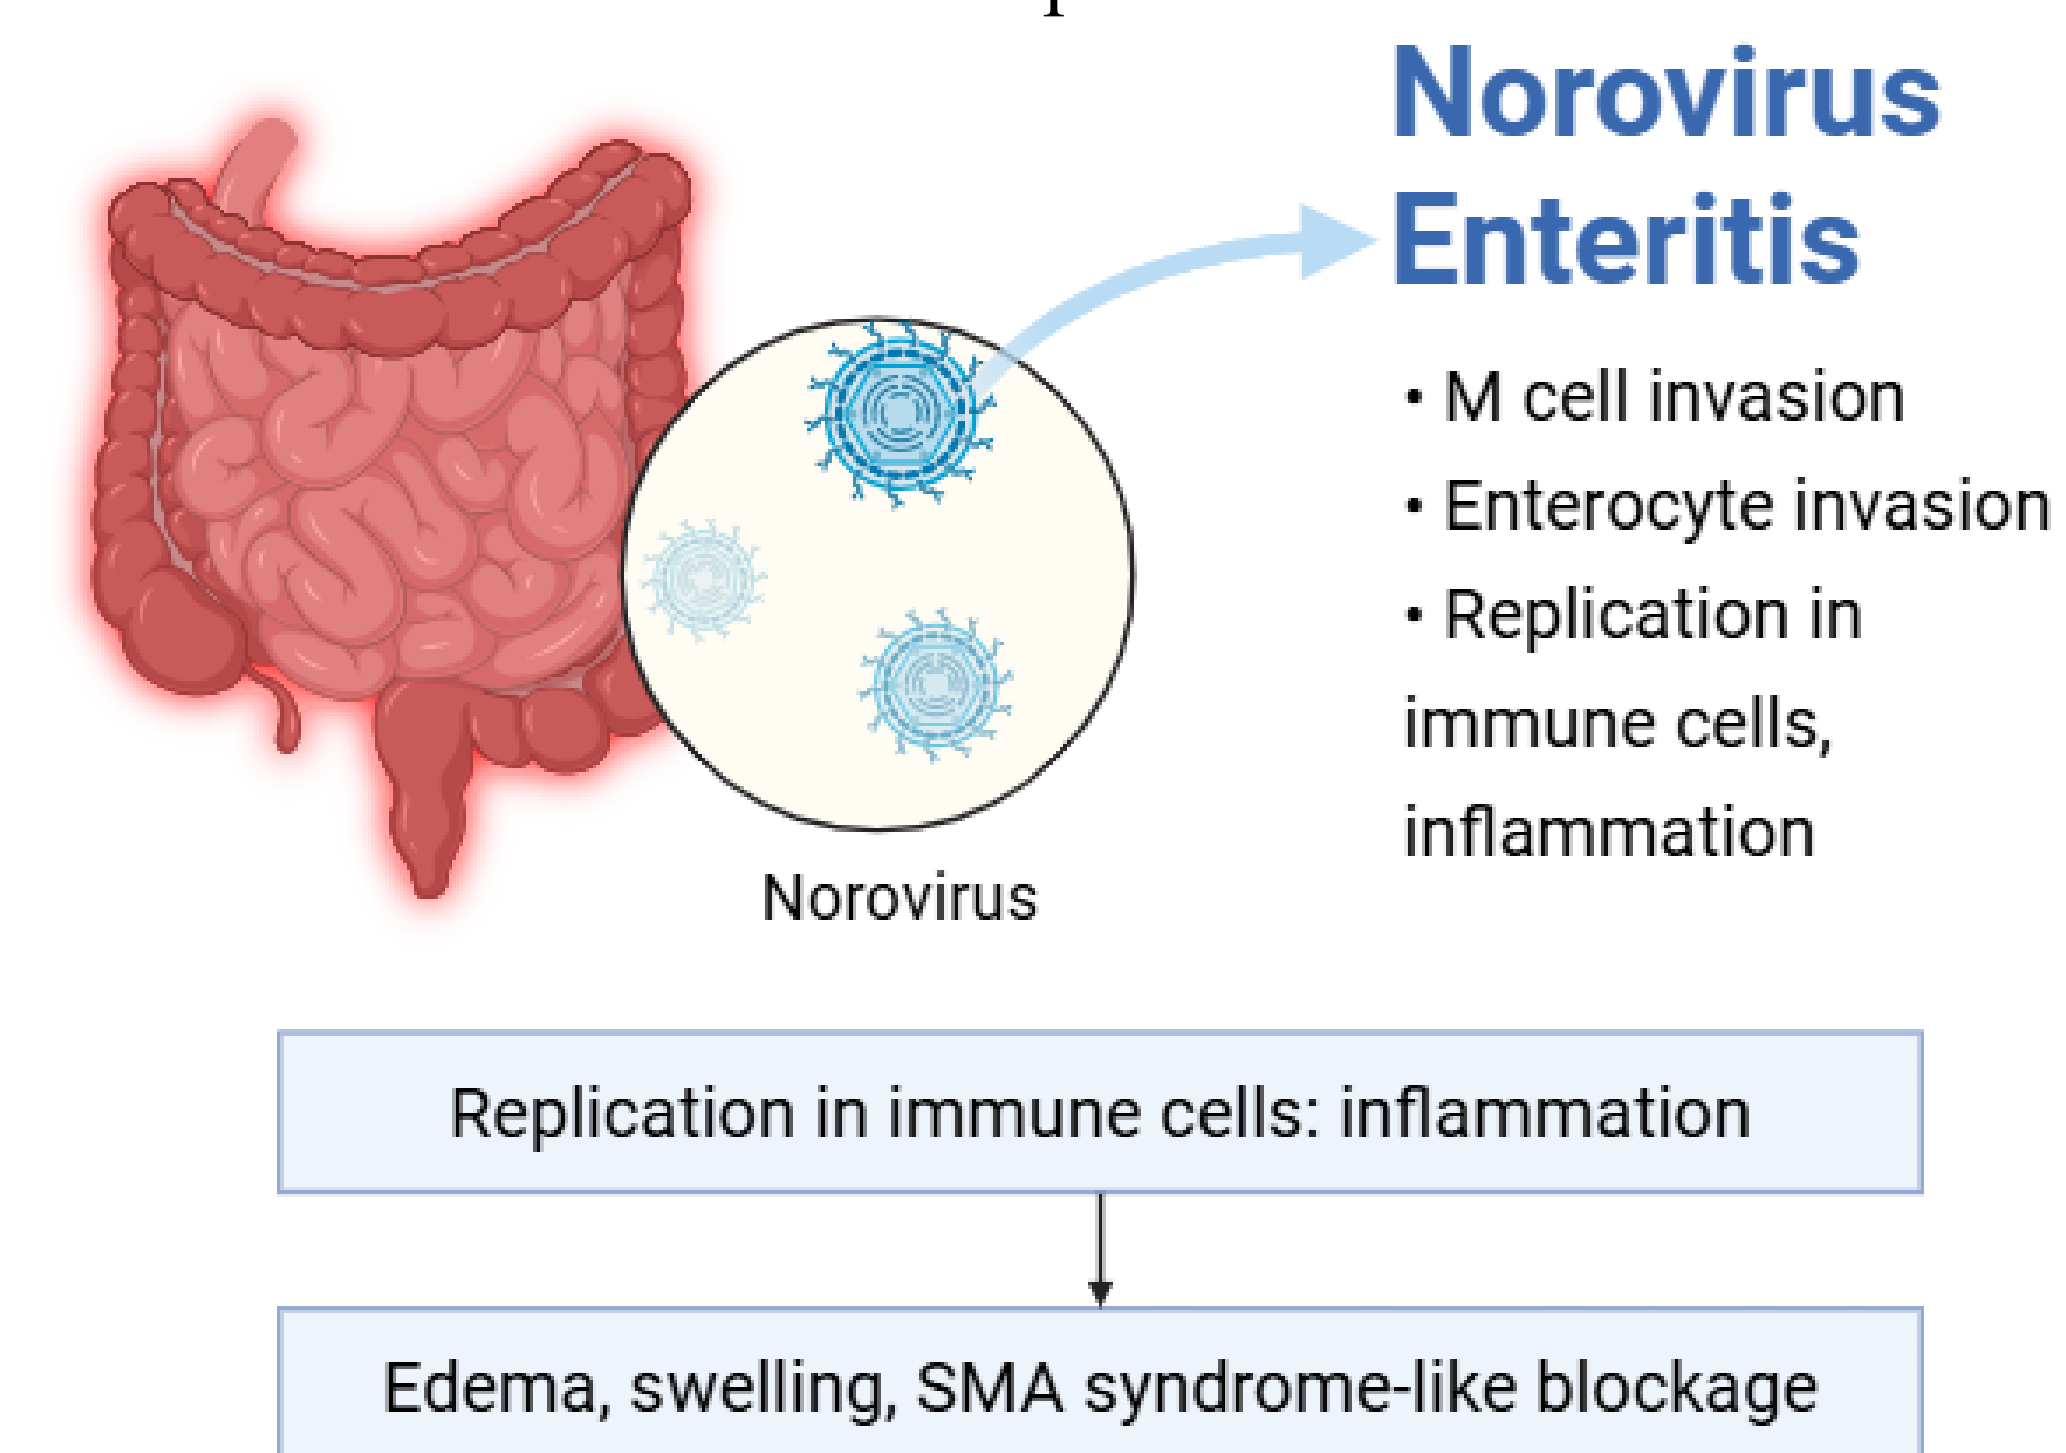 Norovirus
Enteritis
• M cell invasion
• Enterocyte invasion
• Replication in
immune cells,
inflammation
Norovirus
Replication in immune cells: inflammation
Edema, swelling, SMA syndrome-like blockage